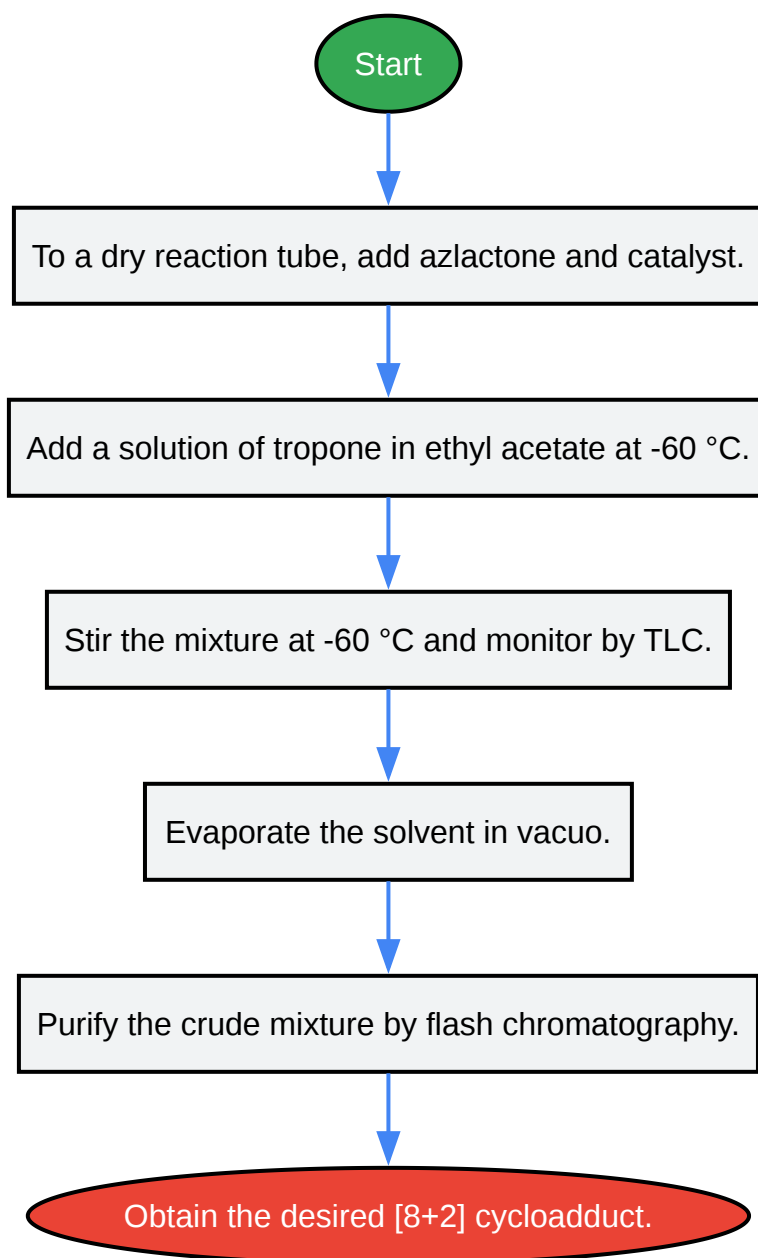 Start
To a dry reaction tube, add azlactone and catalyst.
Add a solution of tropone in ethyl acetate at -60 °C.
Stir the mixture at -60 °C and monitor by TLC.
Evaporate the solvent in vacuo.
Purify the crude mixture by flash chromatography.
Obtain the desired [8+2] cycloadduct.